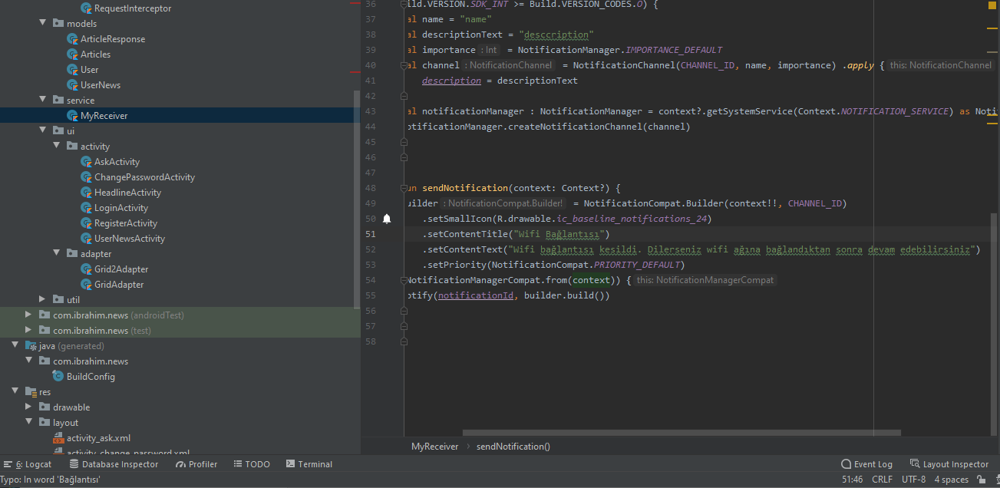 RequestInterceptor
models
ArticleResponse
Articles
User
UserNews
service
MyReceiver
ui
activity
AskActivity
ChangePasswordActivity
HeadlineActivity
LoginActivity
RegisterActivity
UserNewsActivity
adapter
Grid2Adapter
GridAdapter
util
com.ibrahim.news (androidTest)
com.ibrahim.news (test)
java (generated)
com.ibrahim.news
BuildConfig
res
drawable
layout
activity_ask.xml
activity_change_password.xml
36 ild.VERSION.SDK_INT >= Build.VERSION_CODES.O) {
37 al name = "name"
38 al descriptionText = "desccription"
39 al importance : Int = NotificationManager.IMPORTANCE_DEFAULT
40 al channel : NotificationChannel = NotificationChannel(CHANNEL_ID, name, importance) .apply { this: NotificationChannel
41 description = descriptionText
42
43 al notificationManager : NotificationManager = context?.getSystemService(Context.NOTIFICATION_SERVICE) as Noti
44 otificationManager.createNotificationChannel(channel)
45
46
47
48 un sendNotification(context: Context?) {
49 uilder : NotificationCompat.Builder! = NotificationCompat.Builder(context!!, CHANNEL_ID)
50 .setSmallIcon(R.drawable.ic_baseline_notifications_24)
51 .setContentTitle("Wifi Bağlantısı")
52 .setContentText("Wifi bağlantısı kesildi. Dilerseniz wifi ağına bağlandıktan sonra devam edebilirsiniz")
53 .setPriority(NotificationCompat.PRIORITY_DEFAULT)
54 NotificationManagerCompat.from(context)) { this: NotificationManagerCompat
55 otify(notificationId, builder.build())
56
57
58
MyReceiver › sendNotification()
6: Logcat Database Inspector Profiler TODO Terminal Event Log Layout Inspector
Typo: In word 'Bağlantısı' 51:46 CRLF UTF-8 4 spaces